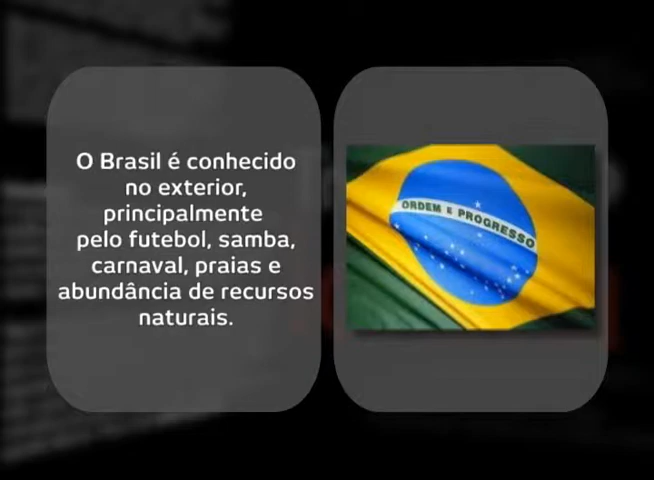 O Brasil é conhecido
no exterior,
principalmente
pelo futebol, samba,
carnaval, praias e
abundância de recursos
naturais.
ORDEM E PROGRESSO